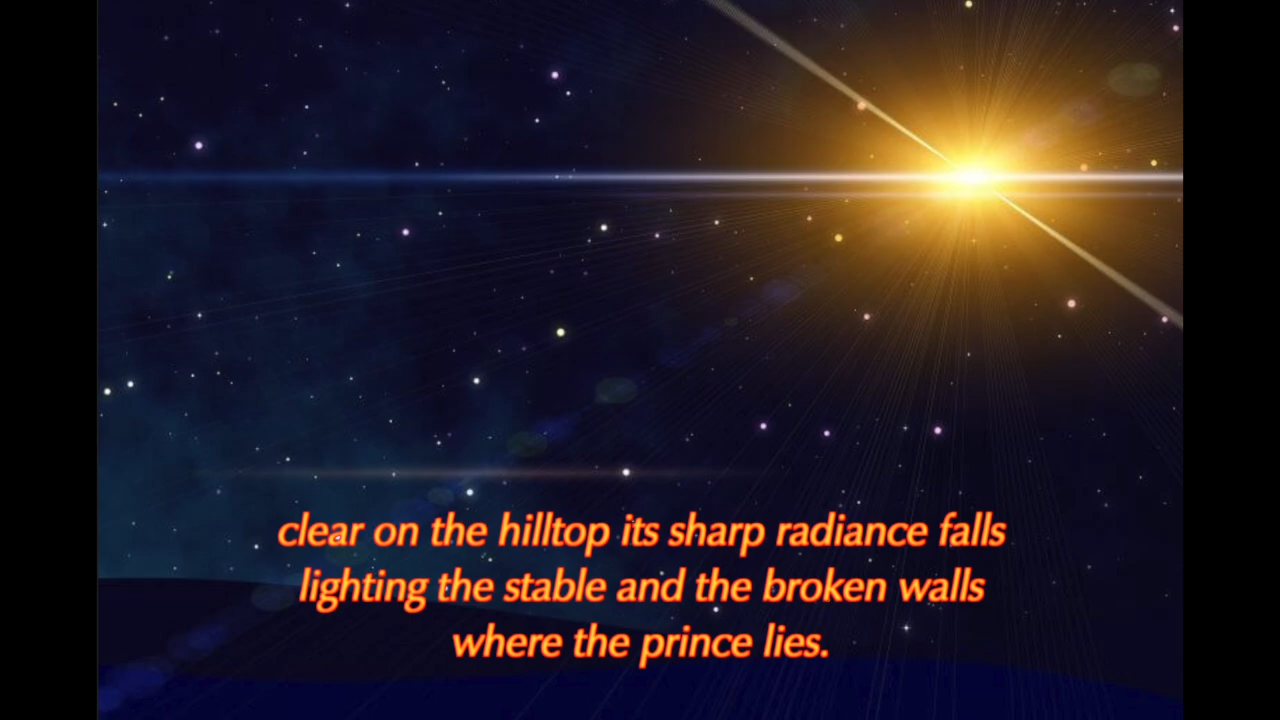 clear on the hilltop its sharp radiance falls
lighting the stable and the broken walls
where the prince lies.